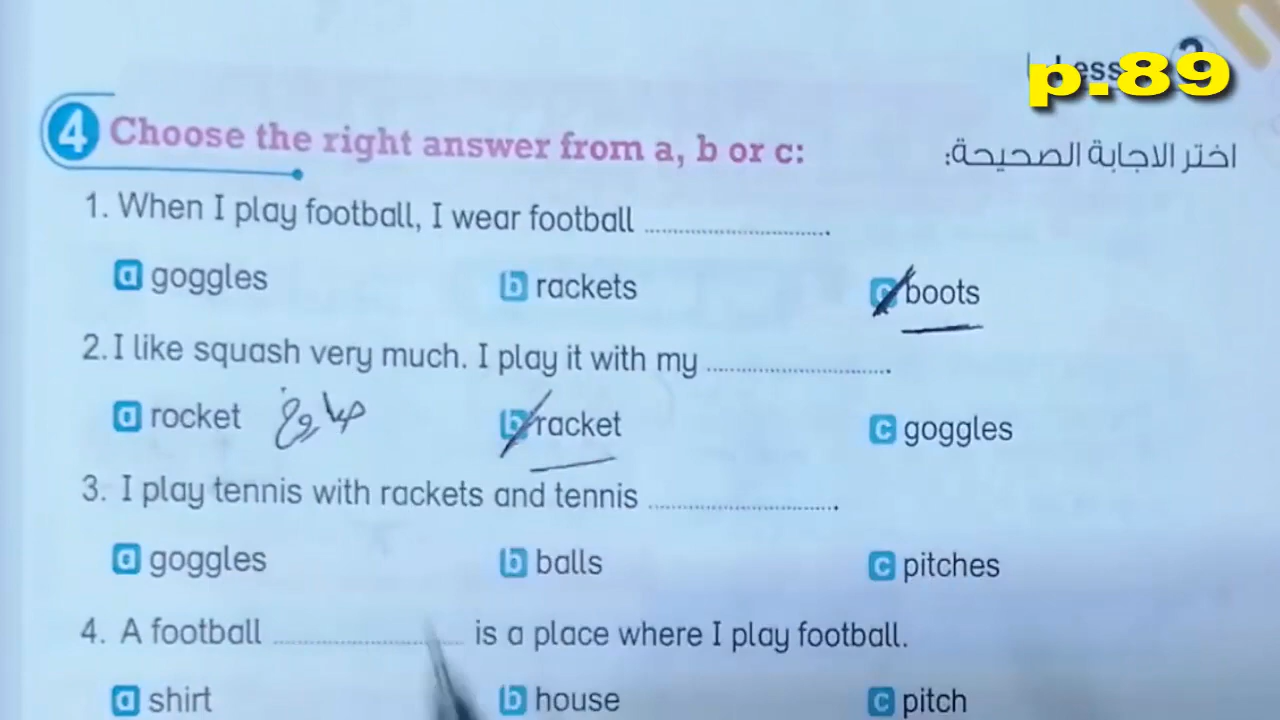 p.89
4 Choose the right answer from a, b or c:
اختر الاجابة الصحيحة:
1. When I play football, I wear football ..............................
a goggles b rackets c boots
2. I like squash very much. I play it with my ..............................
a rocket صاروخ b racket c goggles
3. I play tennis with rackets and tennis ..............................
a goggles b balls c pitches
4. A football .............................. is a place where I play football.
a shirt b house c pitch